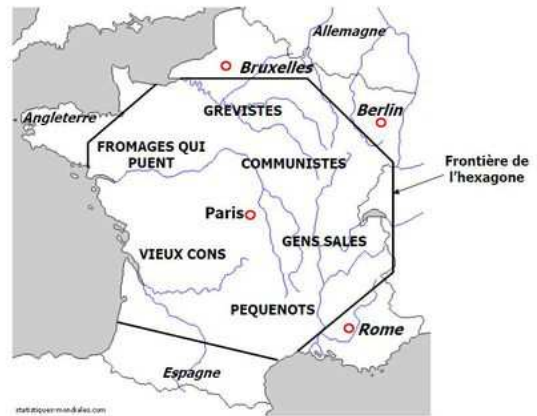 Allemagne
Bruxelles
Angleterre
GREVISTES
Berlin
FROMAGES QUI
PUENT
COMMUNISTES
Frontière de
l'hexagone
Paris
VIEUX CONS
GENS SALES
PEQUENOTS
Rome
Espagne
statistiques-mondiales.com